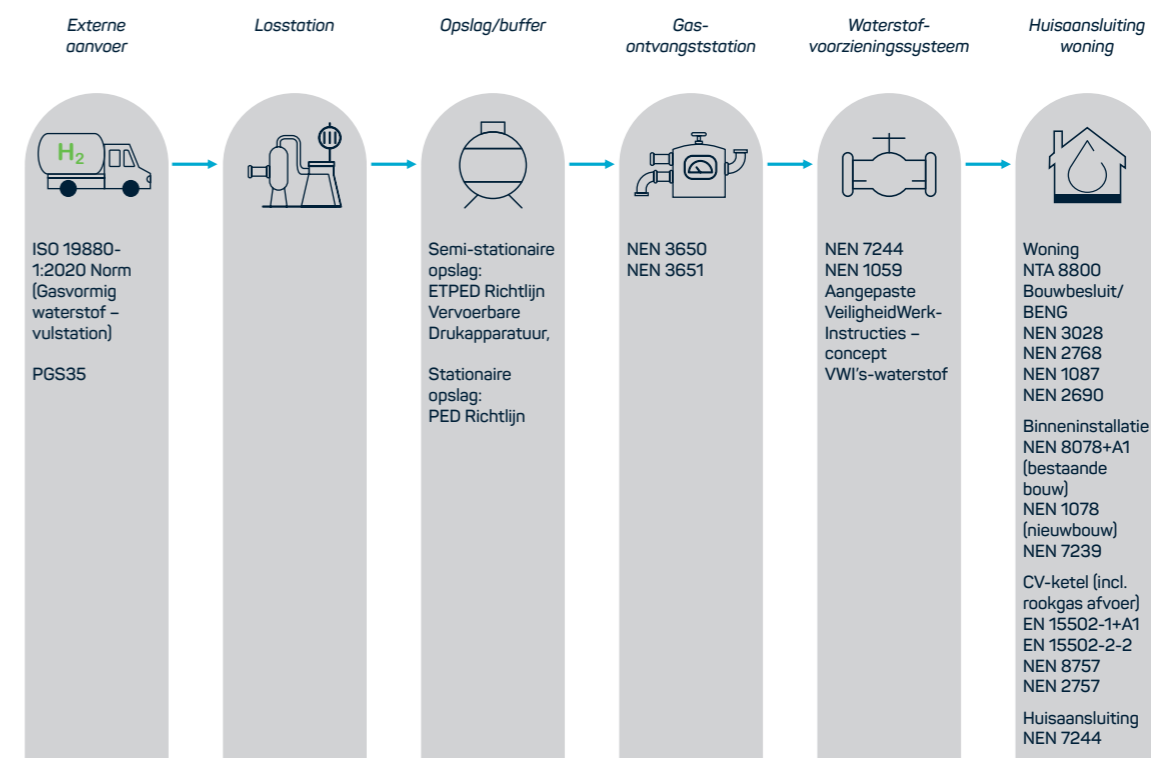 Externe
aanvoer
Losstation
Opslag/buffer
Gas-
ontvangststation
Waterstof-
voorzieningssysteem
Huisaansluiting
woning
H₂
ISO 19880-
1:2020 Norm
(Gasvormig
waterstof –
vulstation)
PGS35
Semi-stationaire
opslag:
ETPED Richtlijn
Vervoerbare
Drukapparatuur,
Stationaire
opslag:
PED Richtlijn
NEN 3650
NEN 3651
NEN 7244
NEN 1059
Aangepaste
VeiligheidWerk-
Instructies –
concept
VWI's-waterstof
Woning
NTA 8800
Bouwbesluit/
BENG
NEN 3028
NEN 2768
NEN 1087
NEN 2690
Binneninstallatie
NEN 8078+A1
(bestaande
bouw)
NEN 1078
(nieuwbouw)
NEN 7239
CV-ketel (incl.
rookgas afvoer)
EN 15502-1+A1
EN 15502-2-2
NEN 8757
NEN 2757
Huisaansluiting
NEN 7244